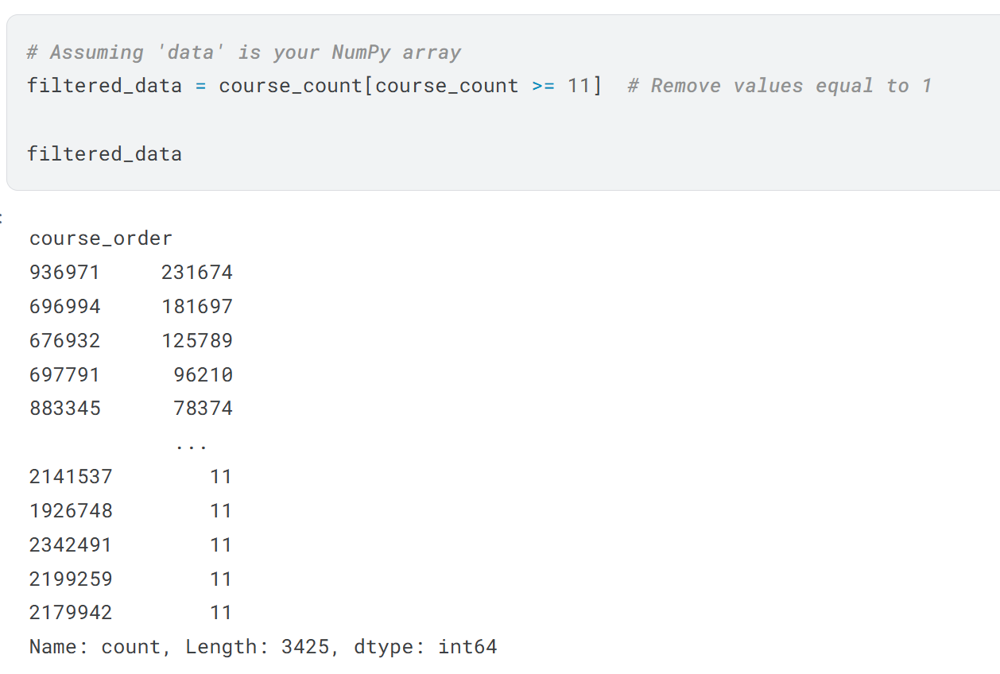 # Assuming 'data' is your NumPy array
filtered_data = course_count[course_count >= 11]  # Remove values equal to 1
filtered_data
:
course_order
936971     231674
696994     181697
676932     125789
697791      96210
883345      78374
            ...
2141537        11
1926748        11
2342491        11
2199259        11
2179942        11
Name: count, Length: 3425, dtype: int64